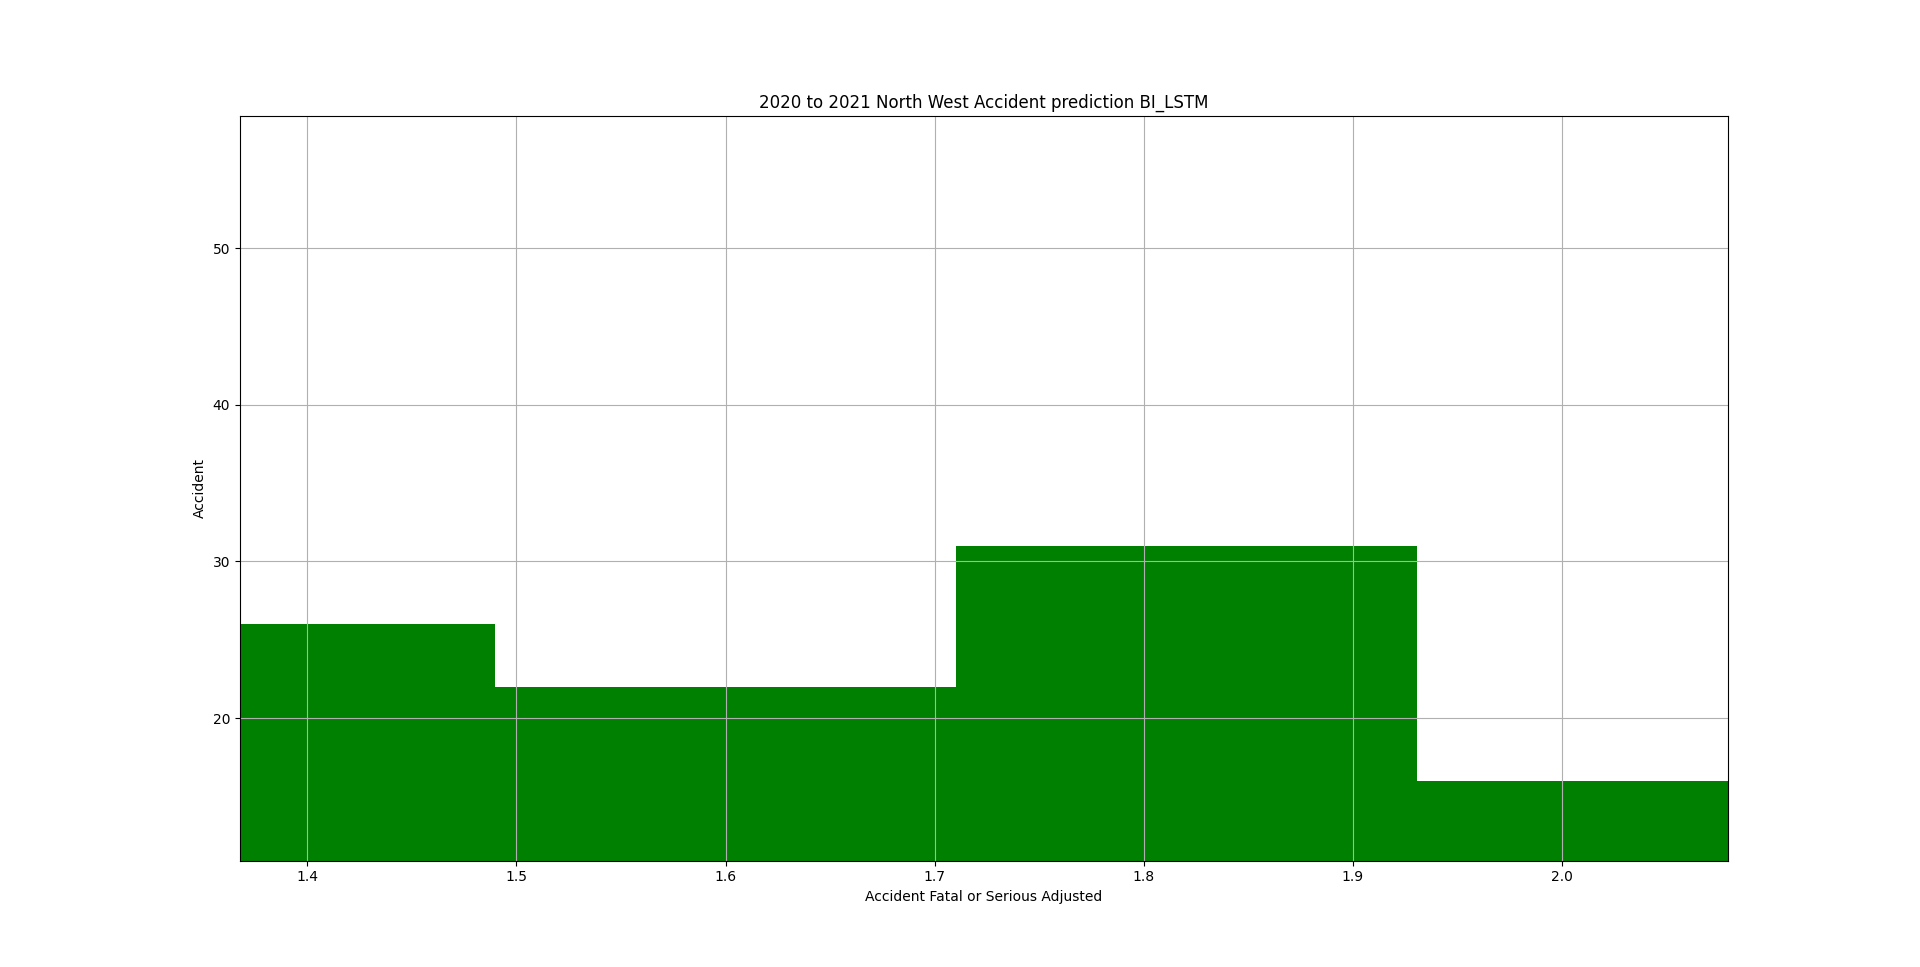 2020 to 2021 North West Accident prediction BI_LSTM
50
40
30
20
Accident
1.4 1.5 1.6 1.7 1.8 1.9 2.0
Accident Fatal or Serious Adjusted